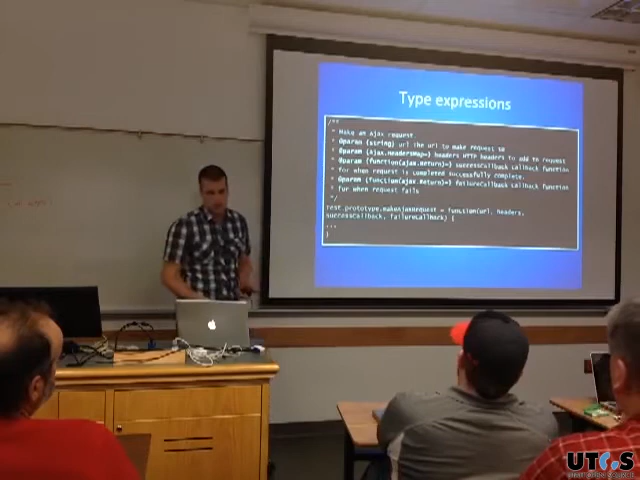 Type expressions
/**
* Make an ajax request.
* @param {string} url the url to make request to
* @param {ajax.HeadersMap=} headers HTTP headers to add to request
* @param {function(ajax.Return)=} successCallback callback function
for when request is completed successfully complete.
* @param {function(ajax.Return)=} failureCallback callback function
for when request fails
*/
test.prototype.makeAjaxRequest = function(url, headers,
successCallback, failureCallback) {
...
}
UTOJS